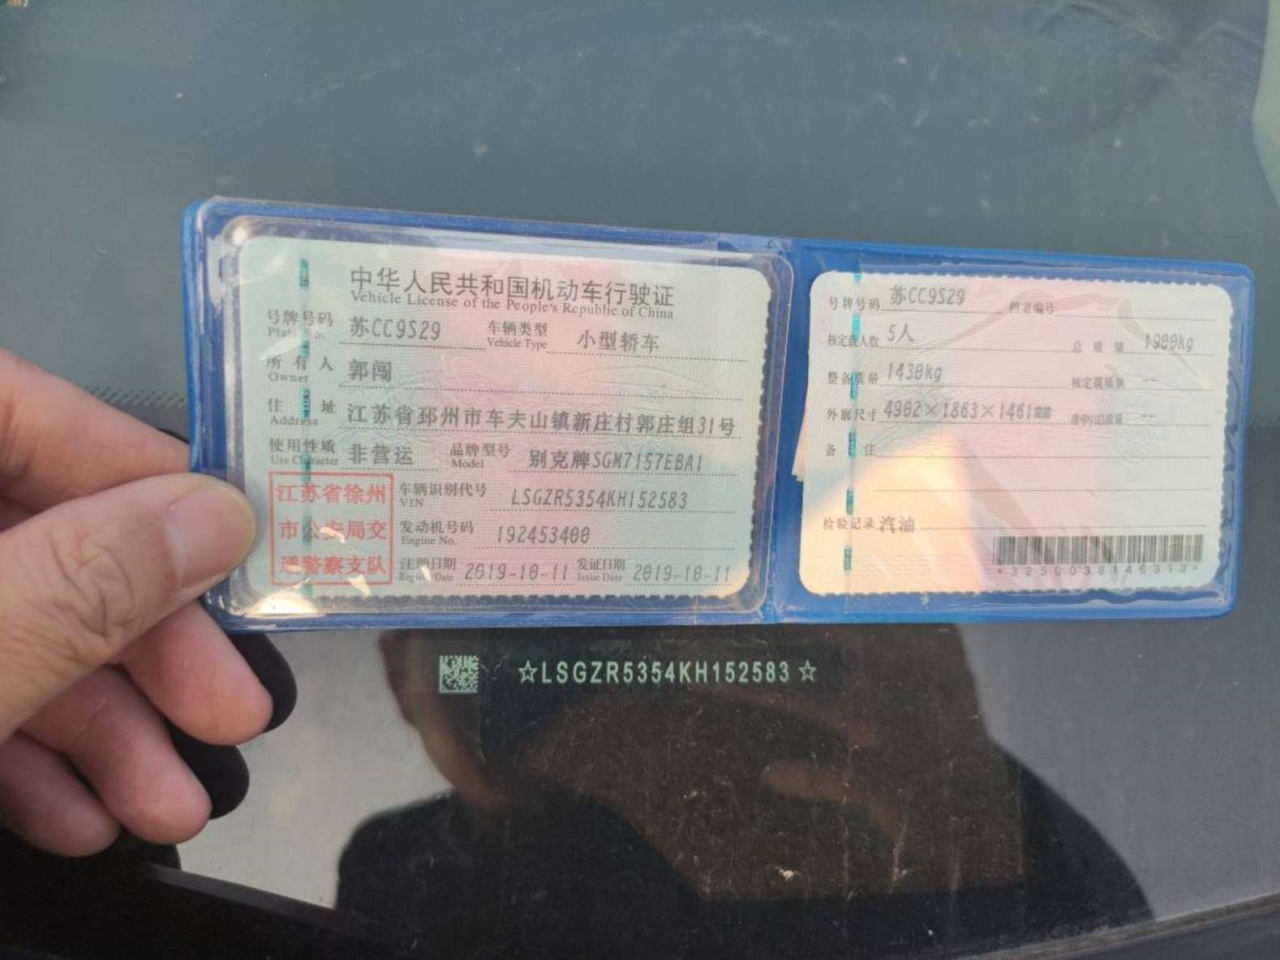 中华人民共和国机动车行驶证
Vehicle License of the People's Republic of China
号牌号码 苏CC9S29 车辆类型 小型轿车
Plate No. Vehicle Type
所有人 郭闯
Owner
住址 江苏省邳州市车夫山镇新庄村郭庄组31号
Address
使用性质 非营运 品牌型号 别克牌SGM7157EBA1
Use Character Model
江苏省徐州
市公安局交
通警察支队
车辆识别代号 LSGZR5354KH152583
VIN
发动机号码 192453400
Engine No.
注册日期 2019-10-11 发证日期 2019-10-11
Register Date Issue Date
号牌号码 苏CC9S29 档案编号
核定载人数 5人 总质量 1900kg
整备质量 1430kg 核定载质量 --
外廓尺寸 4902×1863×1461 --
备注
检验记录 汽油
*3250038146318*
☆LSGZR5354KH152583☆